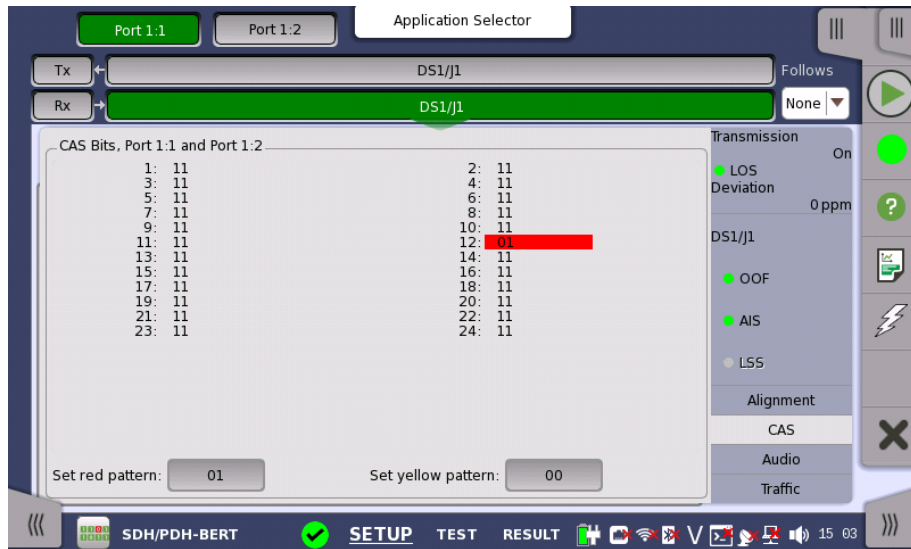 Application Selector
Port 1:1 Port 1:2
Tx DS1/J1 Follows
Rx DS1/J1 None
CAS Bits, Port 1:1 and Port 1:2
1: 11 2: 11
3: 11 4: 11
5: 11 6: 11
7: 11 8: 11
9: 11 10: 11
11: 11 12: 01
13: 11 14: 11
15: 11 16: 11
17: 11 18: 11
19: 11 20: 11
21: 11 22: 11
23: 11 24: 11
Set red pattern: 01 Set yellow pattern: 00
Transmission
On
LOS
Deviation
0 ppm
DS1/J1
OOF
AIS
LSS
Alignment
CAS
Audio
Traffic
SDH/PDH-BERT SETUP TEST RESULT V 15 03